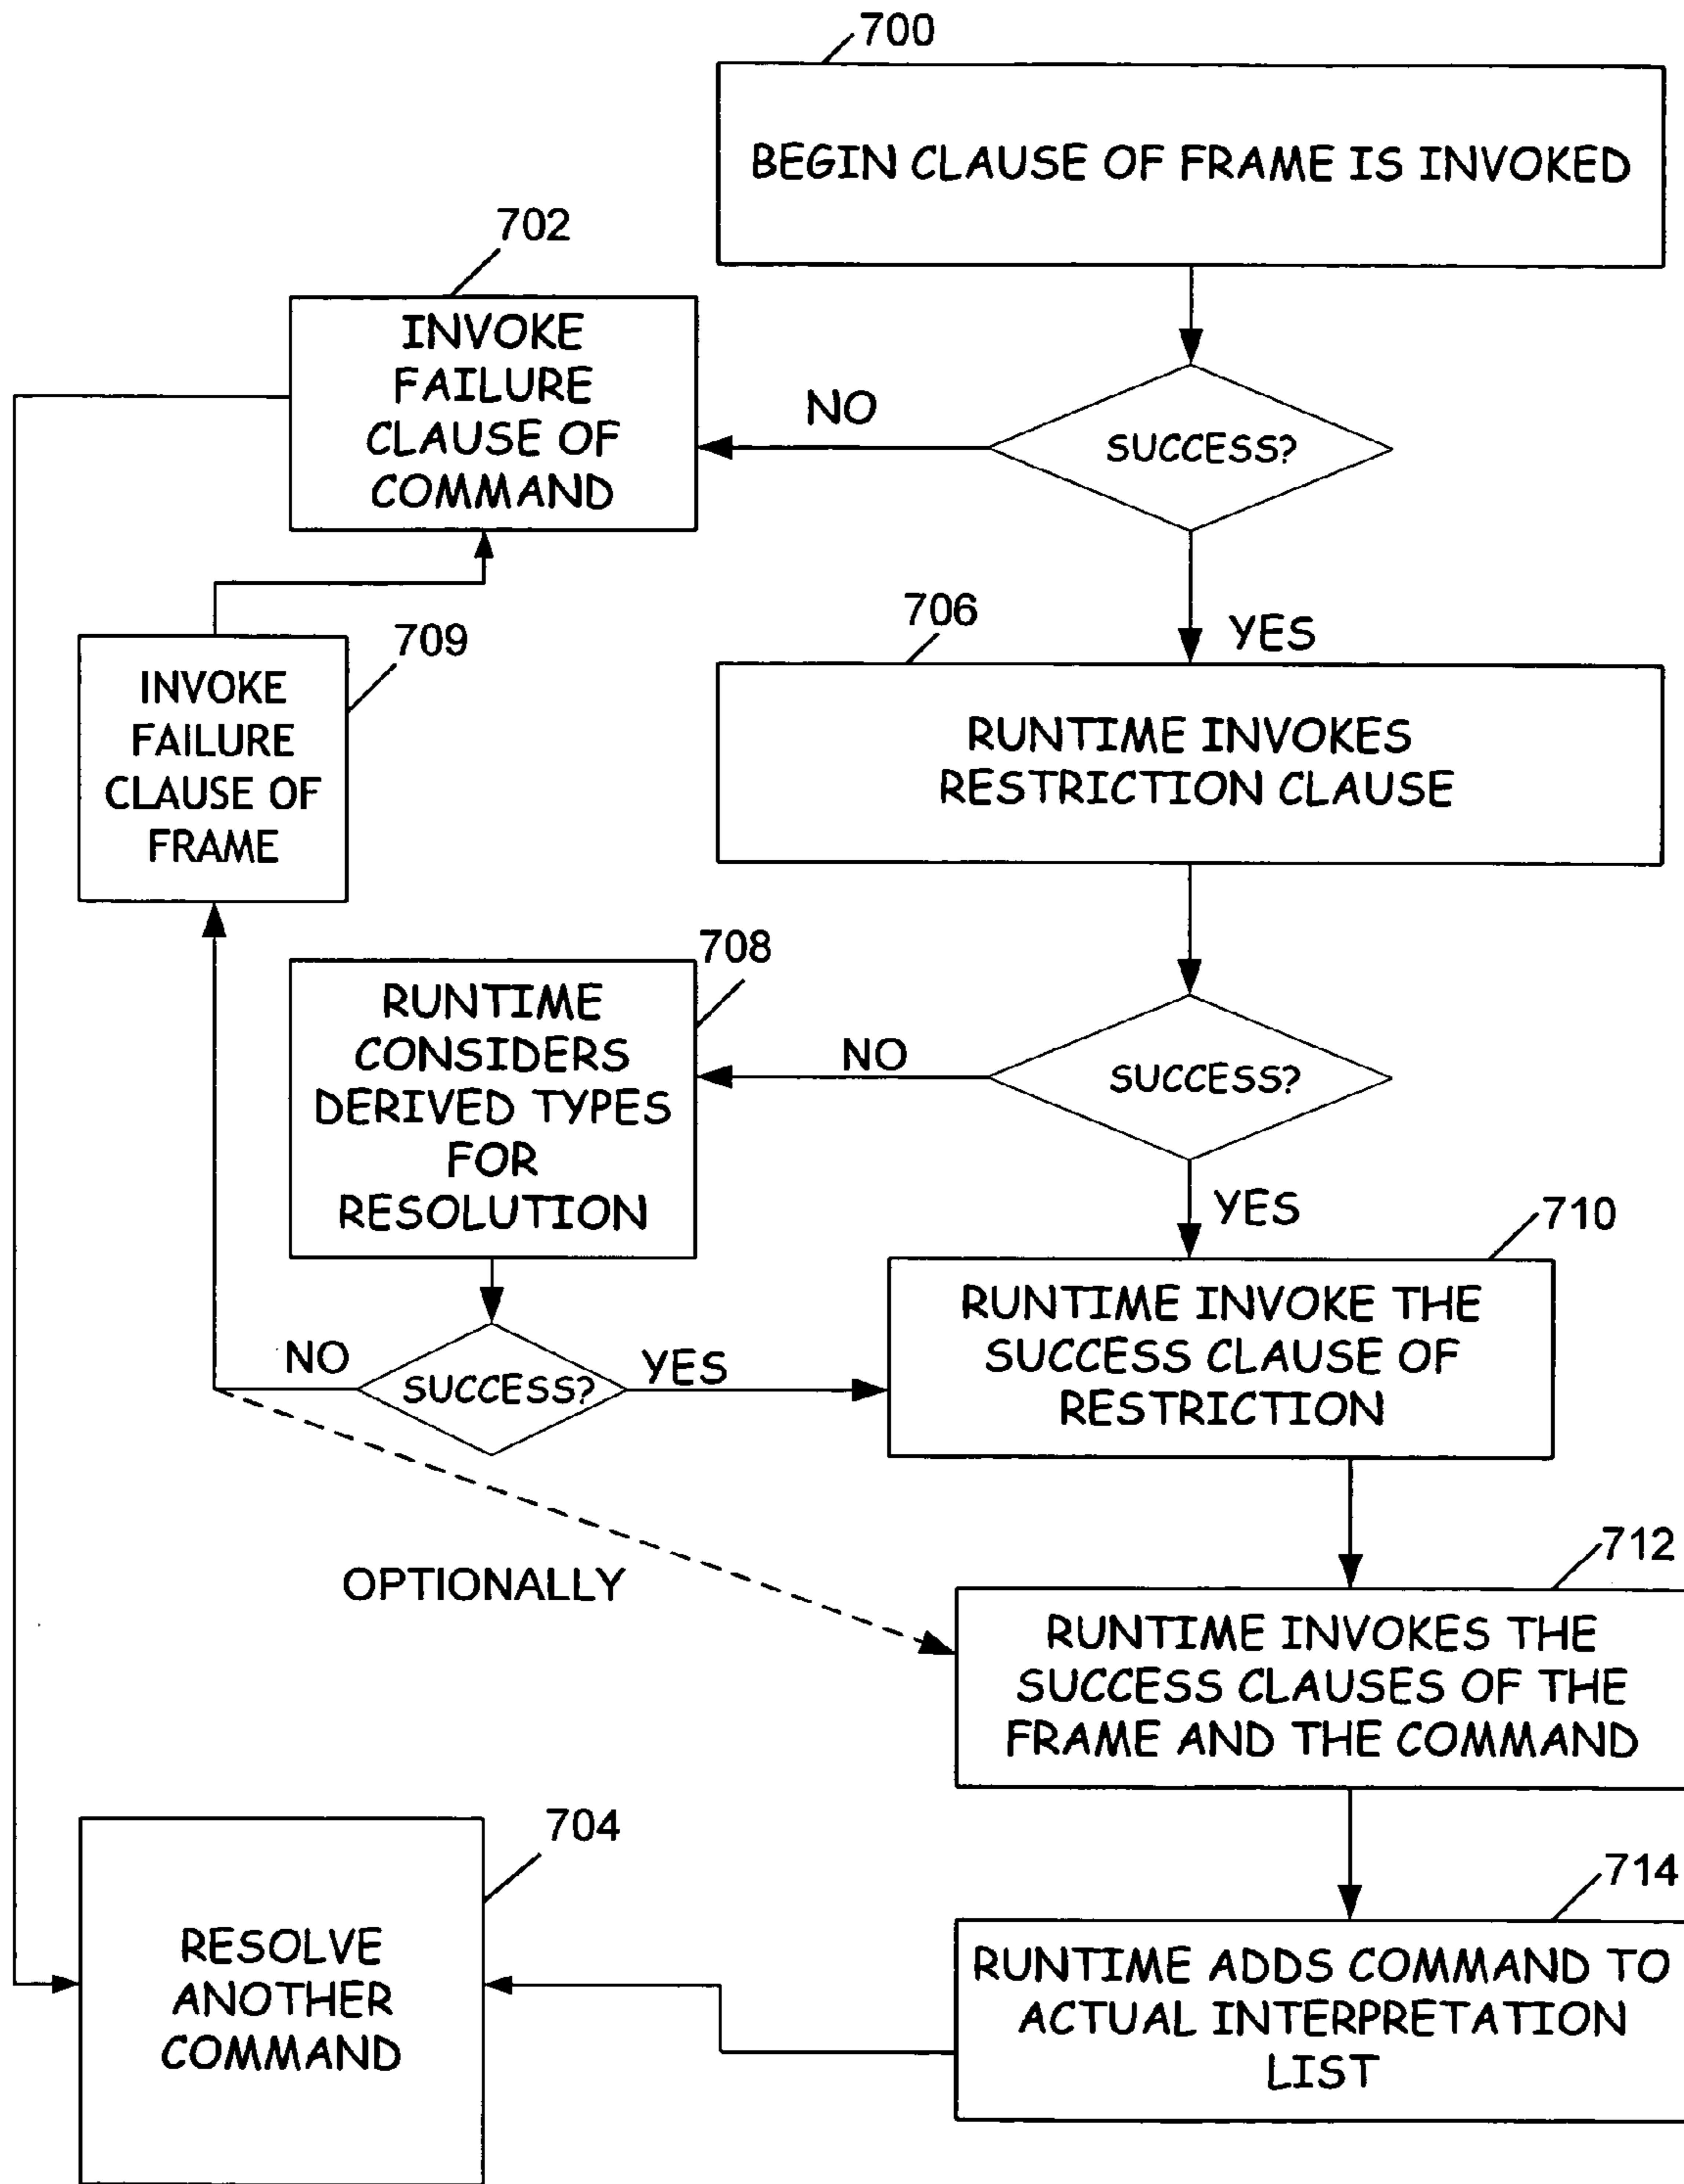 700
BEGIN CLAUSE OF FRAME IS INVOKED
702
INVOKE
FAILURE
CLAUSE OF
COMMAND
NO
SUCCESS?
YES
706
709
INVOKE
FAILURE
CLAUSE OF
FRAME
RUNTIME INVOKES
RESTRICTION CLAUSE
708
RUNTIME
CONSIDERS
DERIVED TYPES
FOR
RESOLUTION
NO
SUCCESS?
YES
710
RUNTIME INVOKE THE
SUCCESS CLAUSE OF
RESTRICTION
NO
SUCCESS?
YES
OPTIONALLY
712
RUNTIME INVOKES THE
SUCCESS CLAUSES OF THE
FRAME AND THE COMMAND
704
RESOLVE
ANOTHER
COMMAND
714
RUNTIME ADDS COMMAND TO
ACTUAL INTERPRETATION
LIST